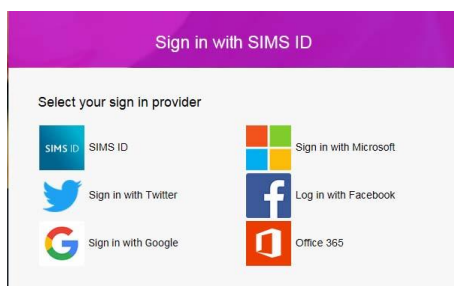 Sign in with SIMS ID
Select your sign in provider
SIMS ID SIMS ID
Sign in with Microsoft
Sign in with Twitter
Log in with Facebook
Sign in with Google
Office 365